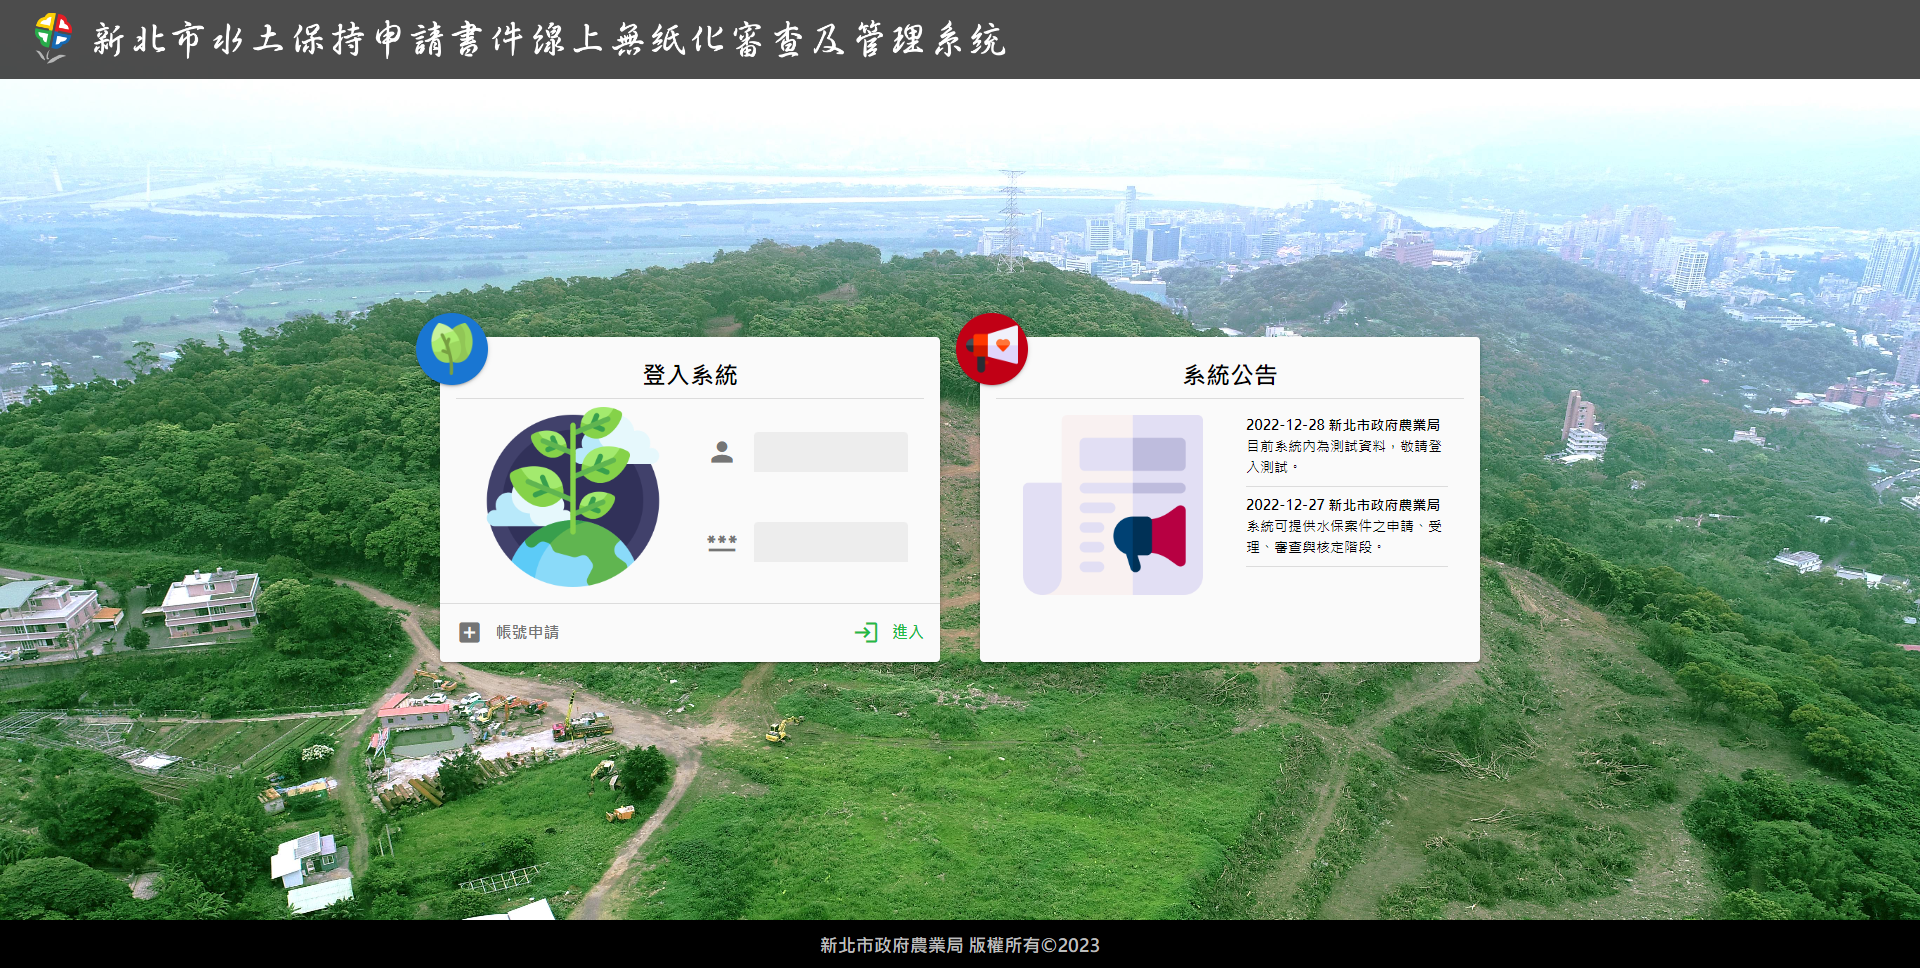 新北市水土保持申請書件線上無紙化審查及管理系統
登入系統
***
帳號申請
進入
系統公告
2022-12-28 新北市政府農業局
目前系統內為測試資料，敬請登
入測試。
2022-12-27 新北市政府農業局
系統可提供水保案件之申請、受
理、審查與核定階段。
新北市政府農業局 版權所有©2023